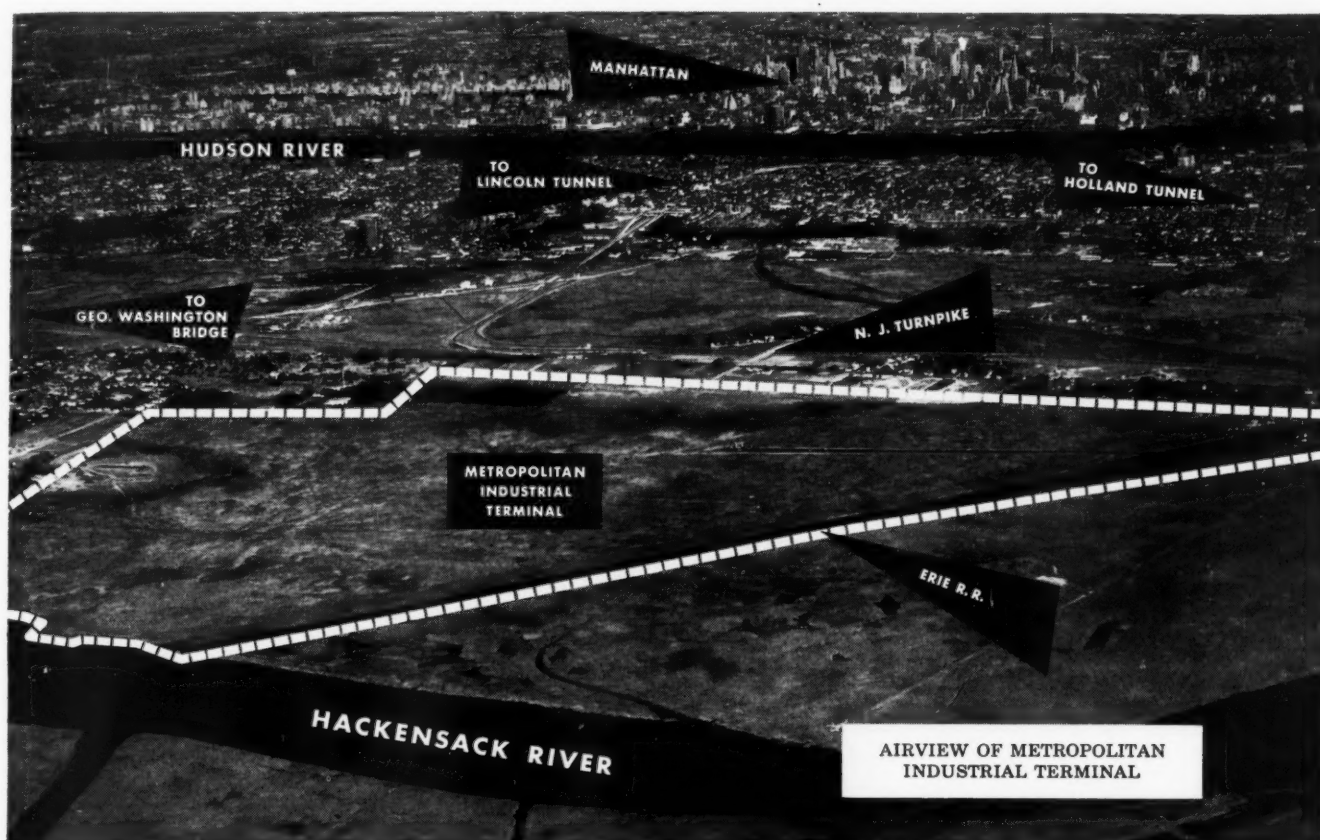 MANHATTAN
HUDSON RIVER
TO
LINCOLN TUNNEL
TO
HOLLAND TUNNEL
TO
GEO. WASHINGTON
BRIDGE
N. J. TURNPIKE
METROPOLITAN
INDUSTRIAL
TERMINAL
ERIE R.R.
HACKENSACK RIVER
AIRVIEW OF METROPOLITAN
INDUSTRIAL TERMINAL